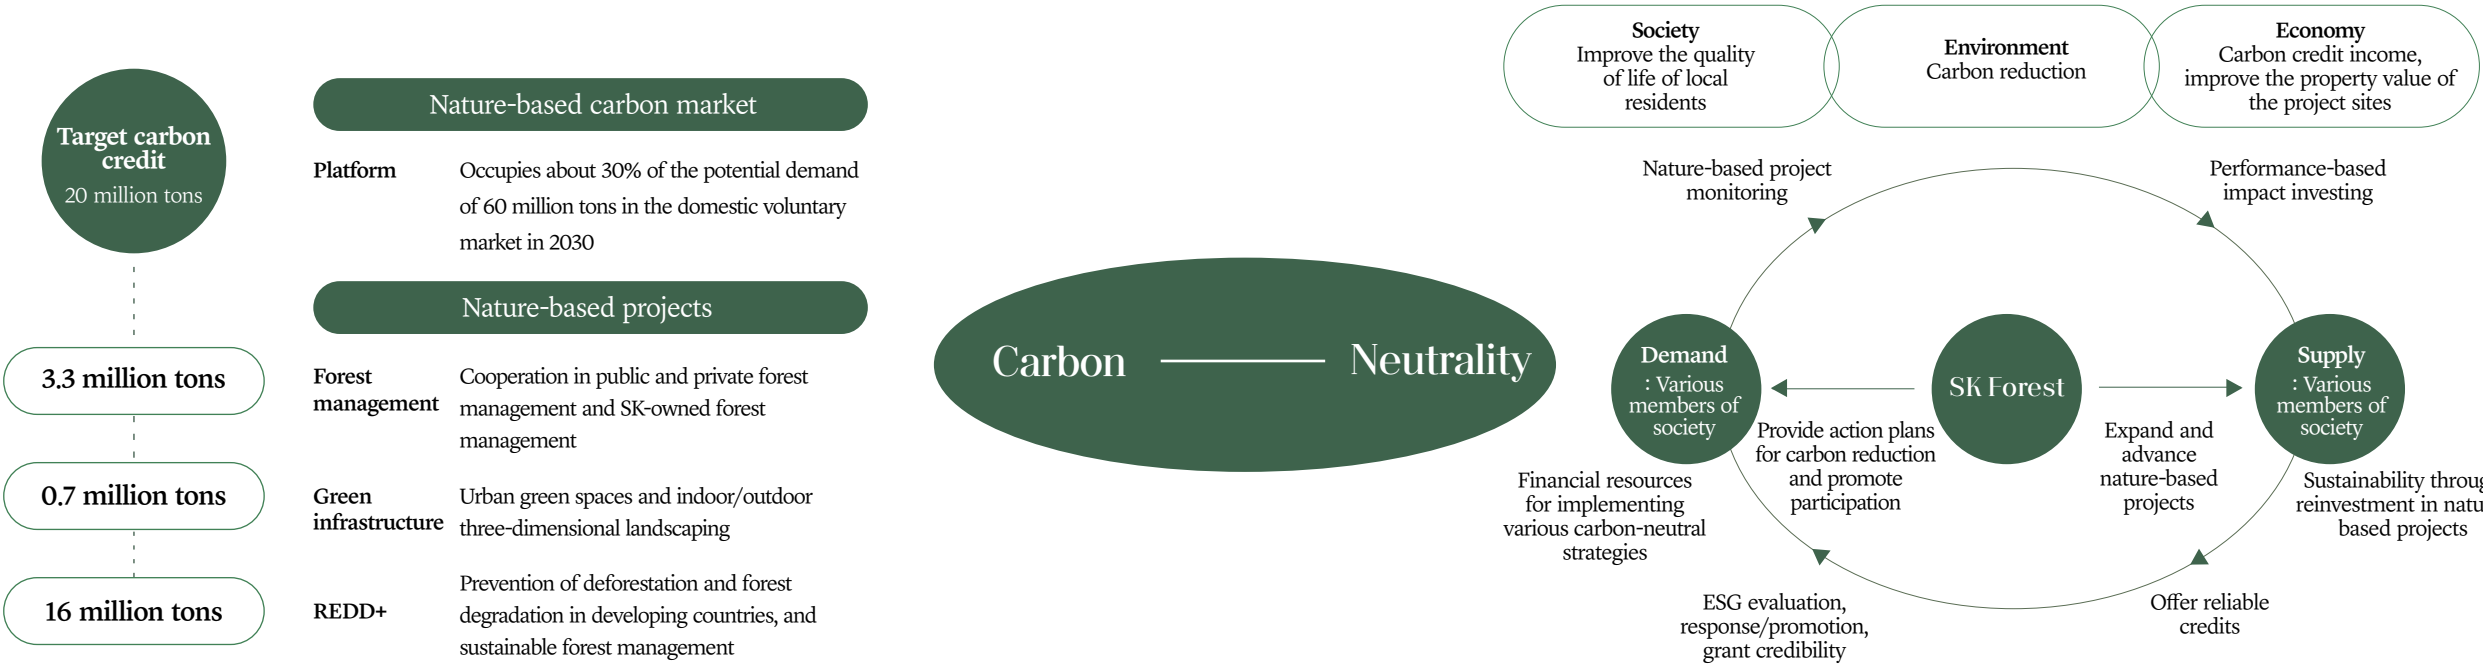 Target carbon
credit
20 million tons
3.3 million tons
0.7 million tons
16 million tons
Nature-based carbon market
Platform
Occupies about 30% of the potential demand
of 60 million tons in the domestic voluntary
market in 2030
Nature-based projects
Forest
management
Cooperation in public and private forest
management and SK-owned forest
management
Green
infrastructure
Urban green spaces and indoor/outdoor
three-dimensional landscaping
REDD+
Prevention of deforestation and forest
degradation in developing countries, and
sustainable forest management
Carbon
Neutrality
Society
Improve the quality
of life of local
residents
Environment
Carbon reduction
Economy
Carbon credit income,
improve the property value of
the project sites
Nature-based project
monitoring
Performance-based
impact investing
Demand
: Various
members of
society
SK Forest
Supply
: Various
members of
society
Provide action plans
for carbon reduction
and promote
participation
Expand and
advance
nature-based
projects
Financial resources
for implementing
various carbon-neutral
strategies
Sustainability
reinvestment in
based projects
ESG evaluation,
response/promotion,
grant credibility
Offer reliable
credits